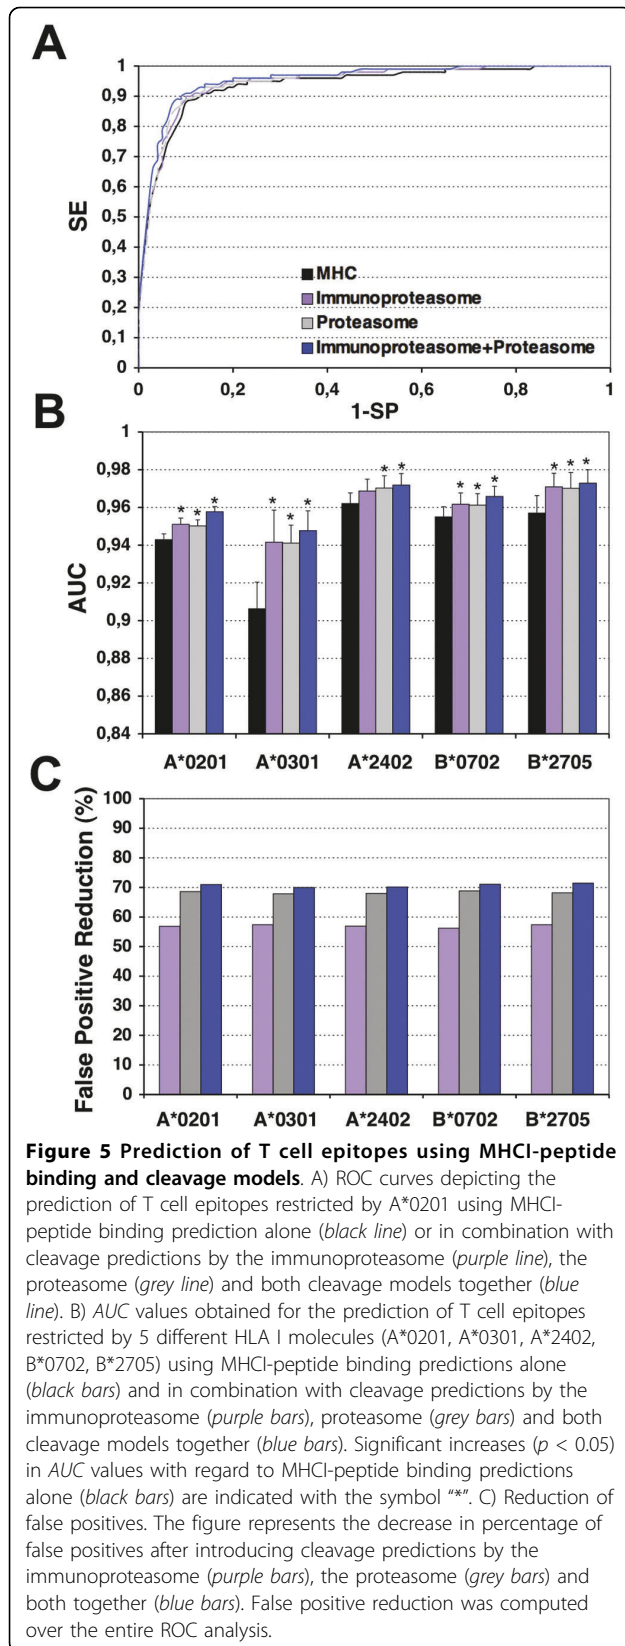 A
1
0,9
0,8
0,7
0,6
0,5
0,4
0,3
0,2
0,1
0
SE
MHC
Immunoproteasome
Proteasome
Immunoproteasome+Proteasome
0 0,2 0,4 0,6 0,8 1
1-SP
B
1
0,98
0,96
0,94
0,92
0,9
0,88
0,86
0,84
AUC
* * *
* * *
* *
* * *
* * *
A*0201 A*0301 A*2402 B*0702 B*2705
C
False Positive Reduction (%)
100
90
80
70
60
50
40
30
20
10
0
A*0201 A*0301 A*2402 B*0702 B*2705
Figure 5 Prediction of T cell epitopes using MHCI-peptide
binding and cleavage models. A) ROC curves depicting the
prediction of T cell epitopes restricted by A*0201 using MHCI-
peptide binding prediction alone (black line) or in combination with
cleavage predictions by the immunoproteasome (purple line), the
proteasome (grey line) and both cleavage models together (blue
line). B) AUC values obtained for the prediction of T cell epitopes
restricted by 5 different HLA I molecules (A*0201, A*0301, A*2402,
B*0702, B*2705) using MHCI-peptide binding predictions alone
(black bars) and in combination with cleavage predictions by the
immunoproteasome (purple bars), proteasome (grey bars) and both
cleavage models together (blue bars). Significant increases (p < 0.05)
in AUC values with regard to MHCI-peptide binding predictions
alone (black bars) are indicated with the symbol "*". C) Reduction of
false positives. The figure represents the decrease in percentage of
false positives after introducing cleavage predictions by the
immunoproteasome (purple bars), the proteasome (grey bars) and
both together (blue bars). False positive reduction was computed
over the entire ROC analysis.